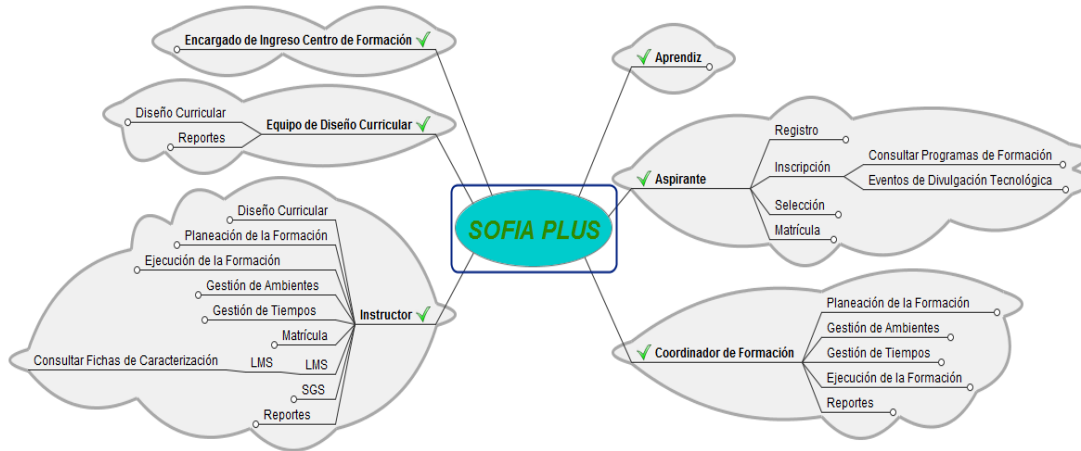 SOFIA PLUS
Encargado de Ingreso Centro de Formación
Equipo de Diseño Curricular
Diseño Curricular
Reportes
Instructor
Diseño Curricular
Planeación de la Formación
Ejecución de la Formación
Gestión de Ambientes
Gestión de Tiempos
Matrícula
LMS
LMS
Consultar Fichas de Caracterización
SGS
Reportes
Aprendiz
Aspirante
Registro
Inscripción
Consultar Programas de Formación
Eventos de Divulgación Tecnológica
Selección
Matrícula
Coordinador de Formación
Planeación de la Formación
Gestión de Ambientes
Gestión de Tiempos
Ejecución de la Formación
Reportes